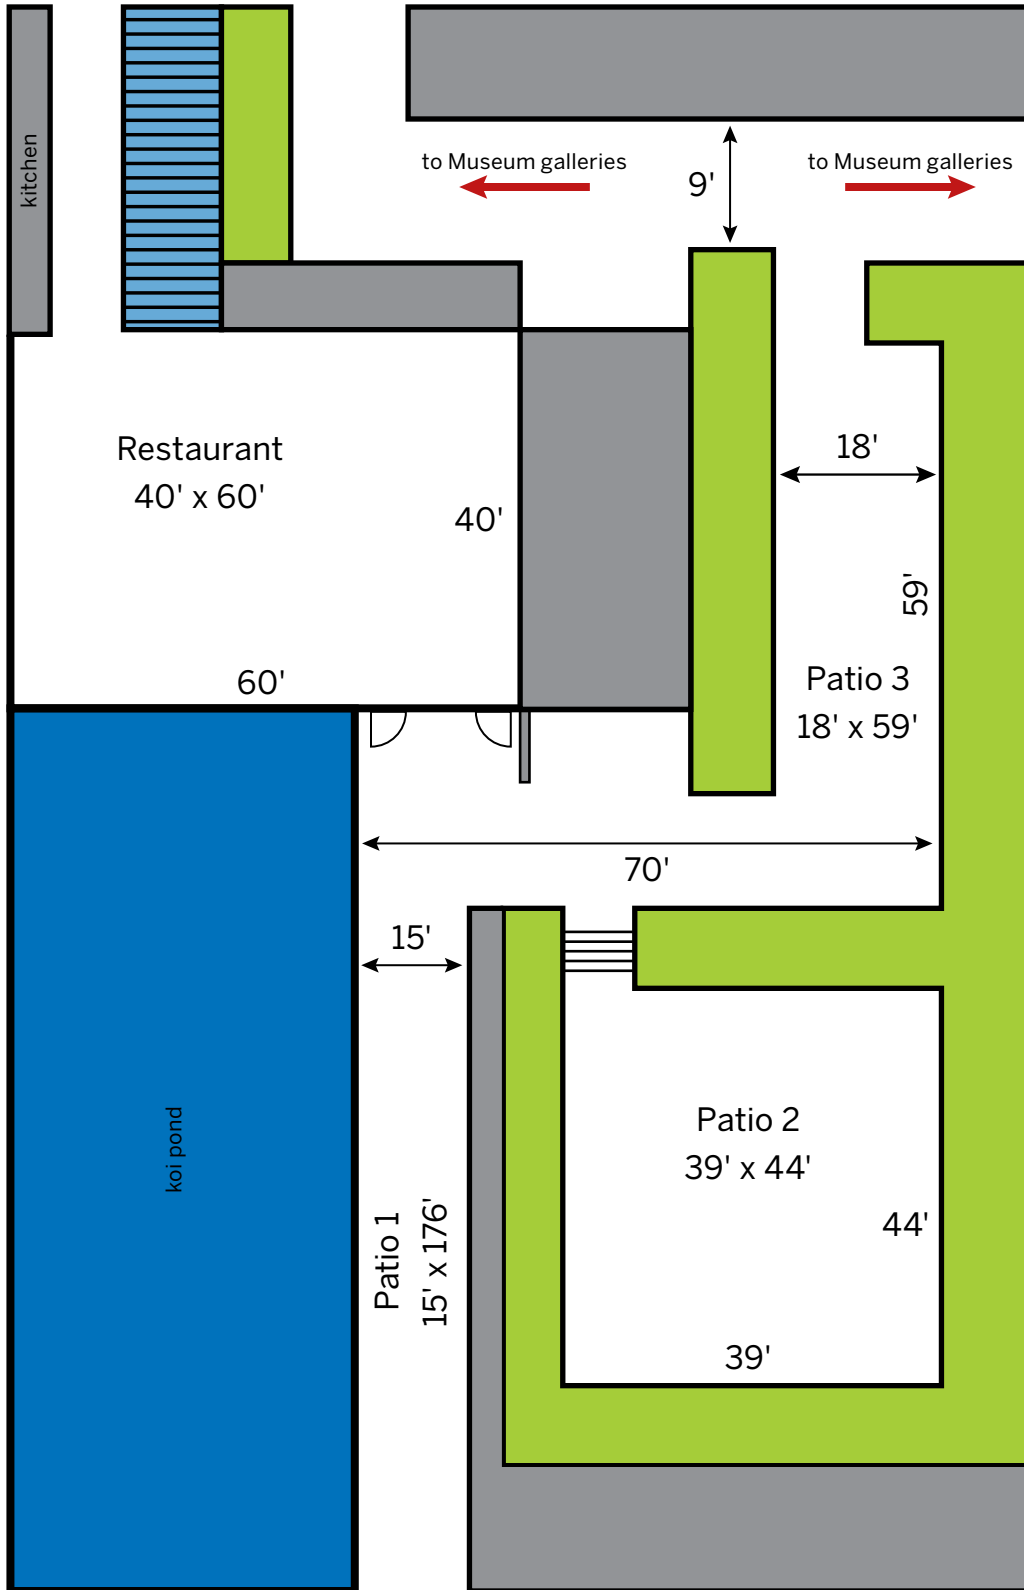 kitchen
to Museum galleries
to Museum galleries
9'
Restaurant
40' x 60'
40'
60'
18'
59'
Patio 3
18' x 59'
70'
15'
koi pond
Patio 1
15' x 176'
Patio 2
39' x 44'
44'
39'